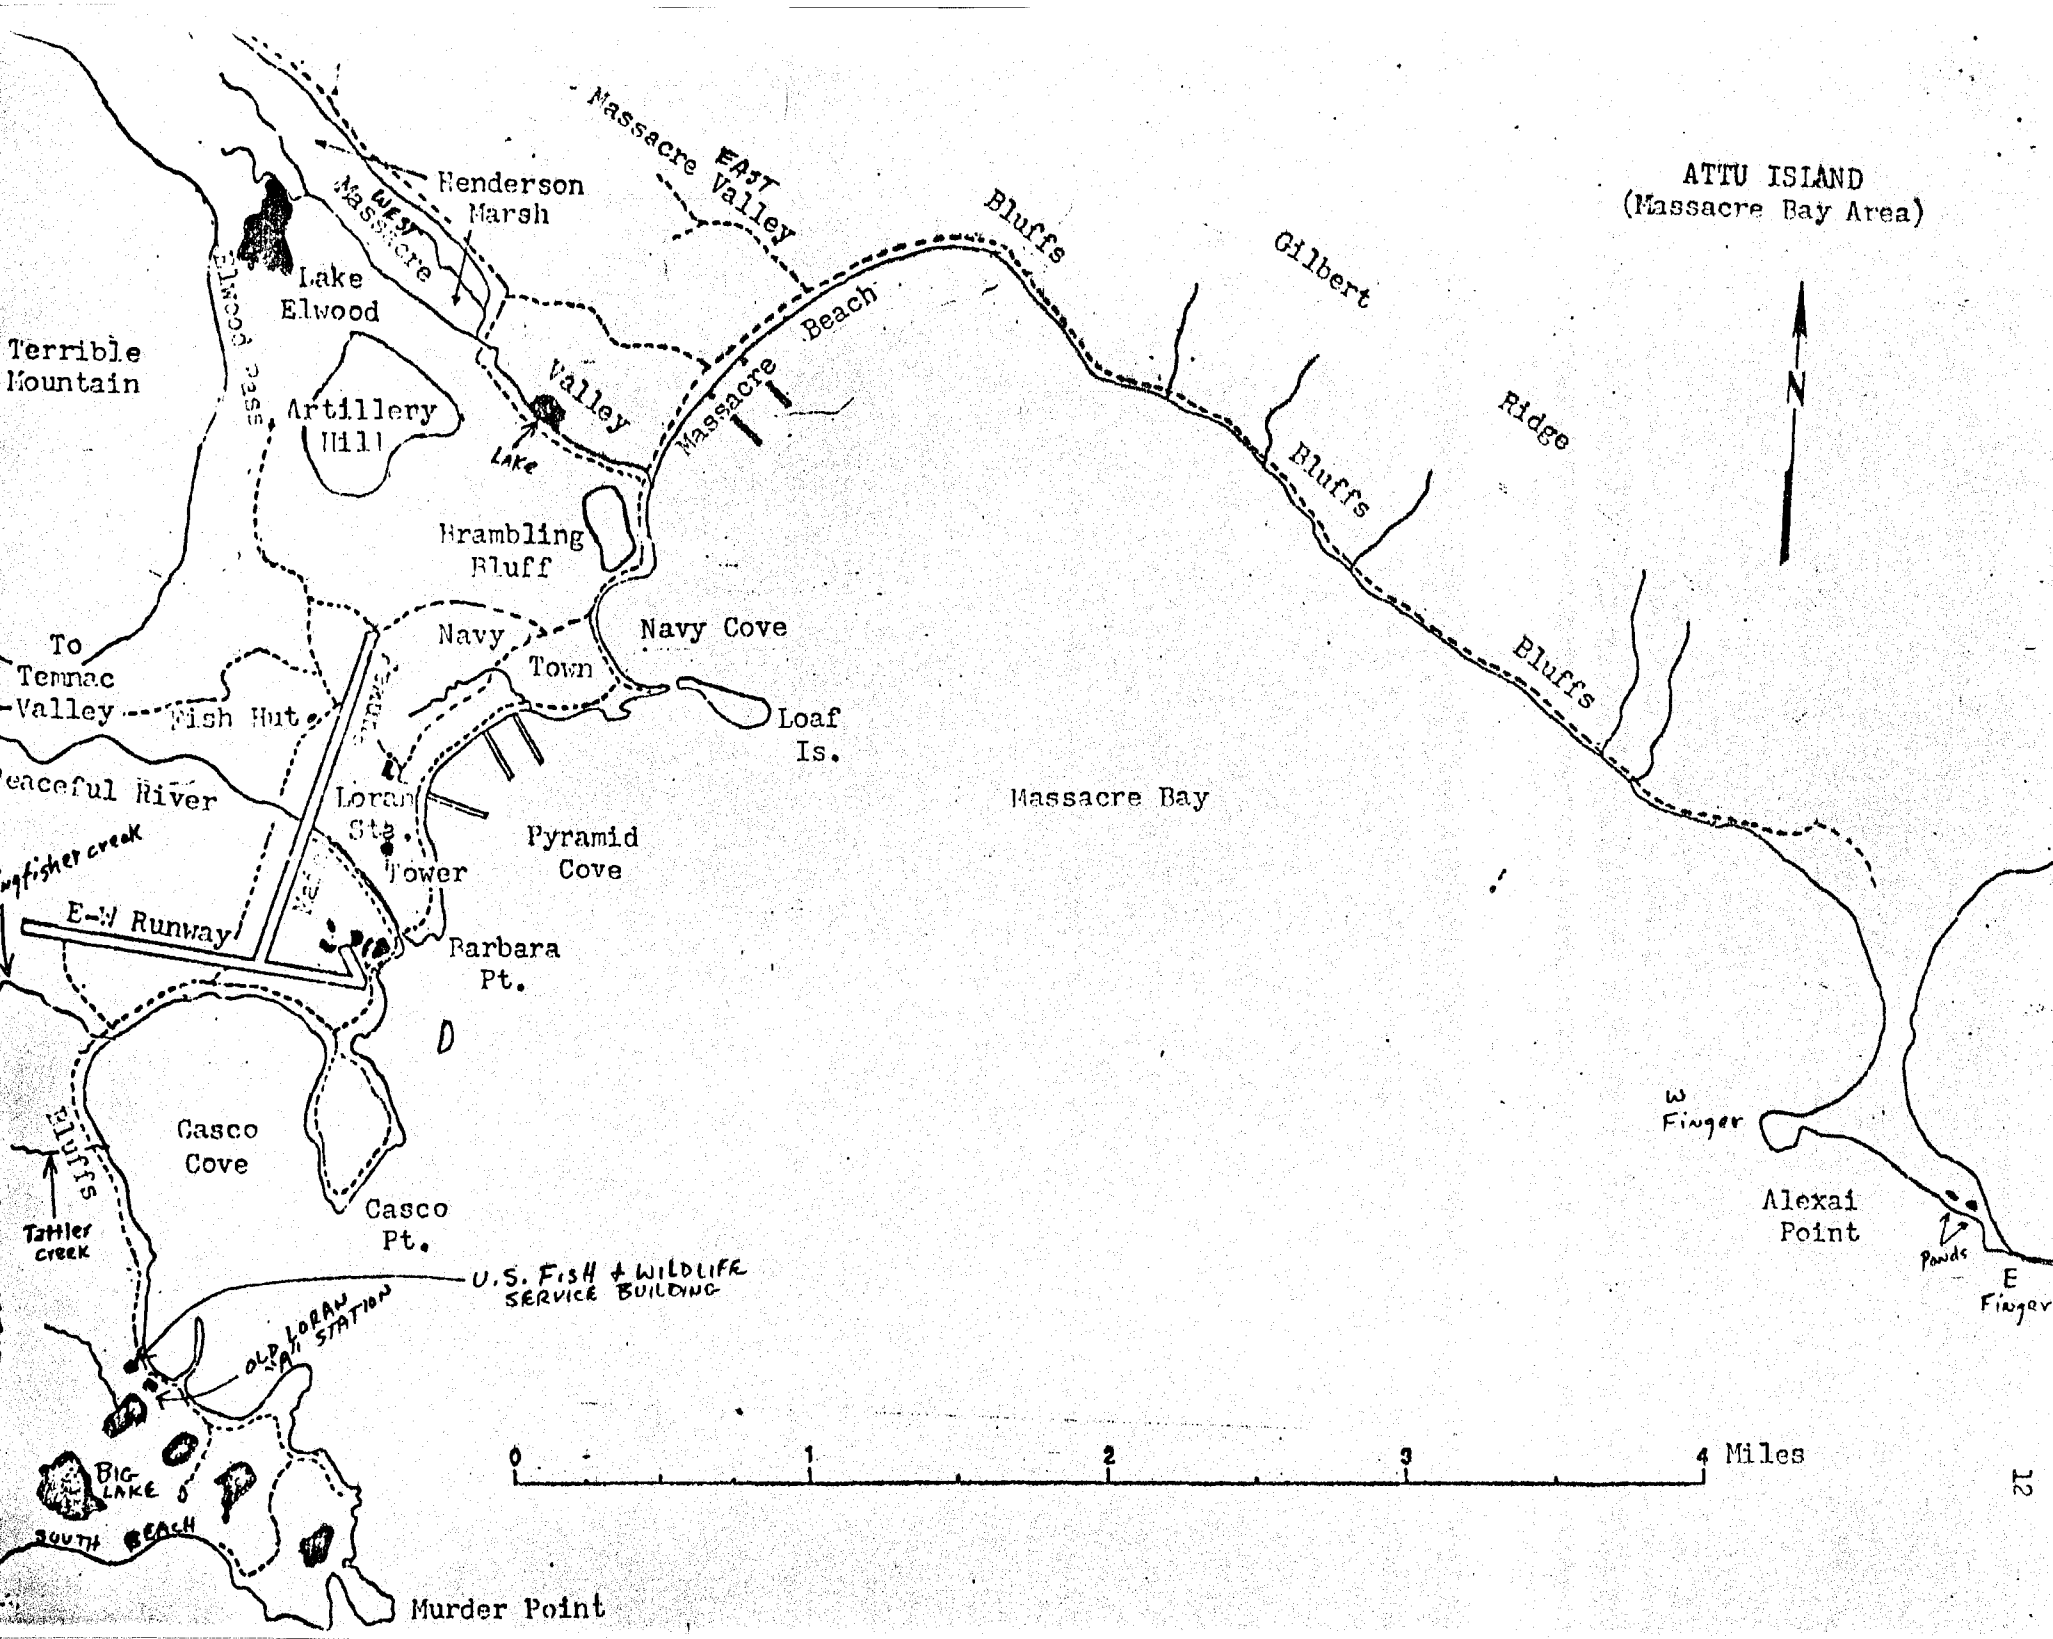 ATTU ISLAND
(Massacre Bay Area)
N
Massacre
EAST
Valley
Henderson
Marsh
WEST
Massacre
Valley
Bluffs
Gilbert
Ridge
Lake
Elwood
Elwood Pass
Terrible
Mountain
Artillery
Hill
LAKE
Massacre
Beach
Bluffs
Brambling
Bluff
Navy Cove
Navy
Town
To
Temnac
Valley
Fish Hut
Loaf
Is.
Bluffs
Massacre Bay
Peaceful River
Loran
Sta.
Tower
Pyramid
Cove
creek
E-W Runway
Barbara
Pt.
Bluffs
Casco
Cove
Casco
Pt.
Tattler
creek
W
Finger
Alexai
Point
Ponds
E
Finger
U.S. FISH & WILDLIFE
SERVICE BUILDING
OLD LORAN
"A" STATION
BIG
LAKE
SOUTH BEACH
Murder Point
0 1 2 3 4 Miles
12